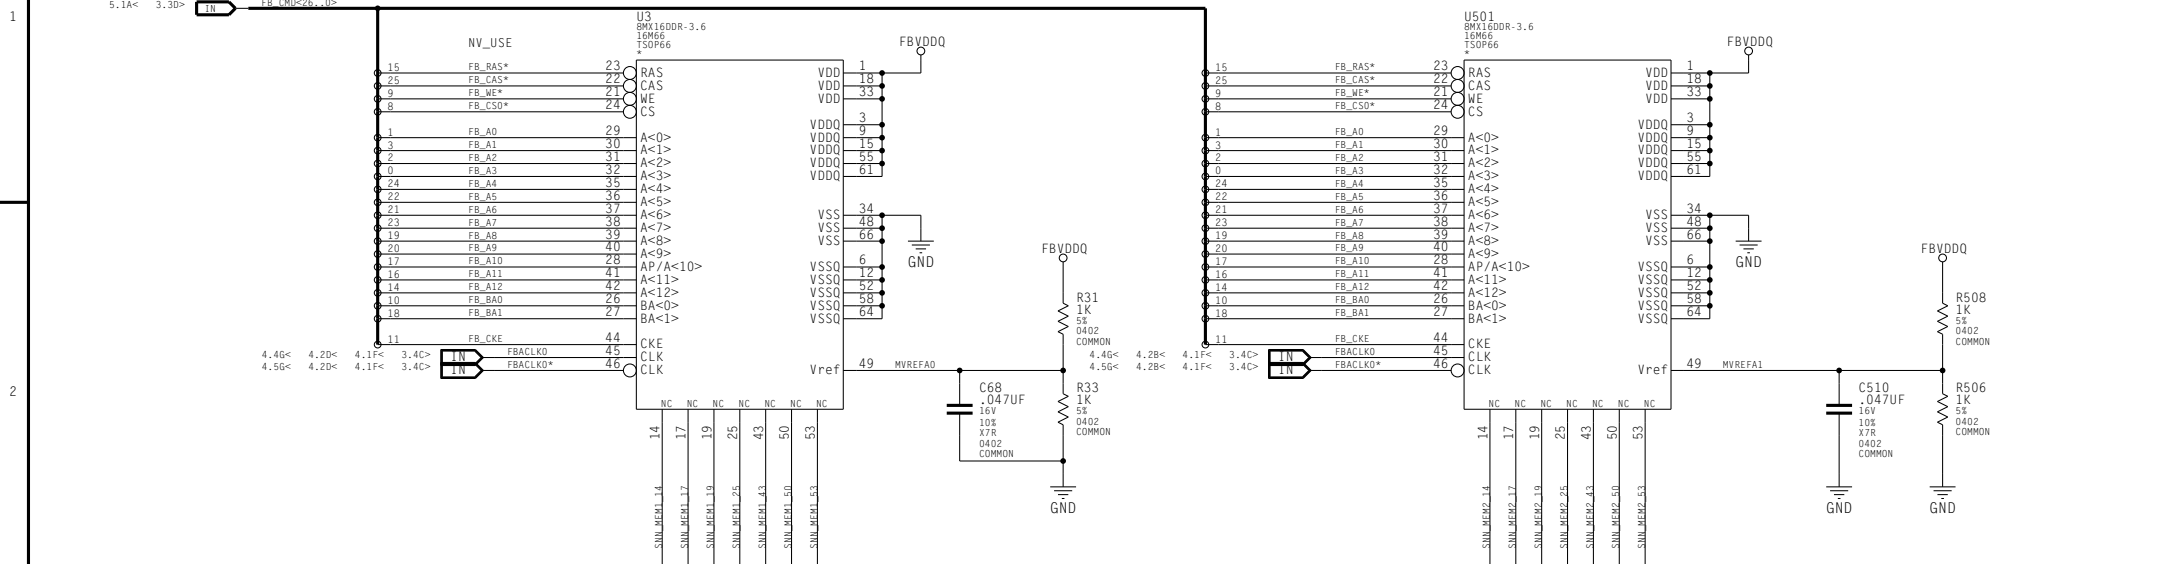 1
5.1A< 3.3D> IN FB_CMD<26..0>
NV_USE
U3
8MX16DDR-3.6
16M66
TSOP66
*
FBVDDQ
15 FB_RAS* 23 RAS VDD 1
25 FB_CAS* 22 CAS VDD 18
9 FB_WE* 21 WE VDD 33
8 FB_CS0* 24 CS
VDDQ 3
1 FB_A0 29 A<0> VDDQ 9
3 FB_A1 30 A<1> VDDQ 15
2 FB_A2 31 A<2> VDDQ 55
0 FB_A3 32 A<3> VDDQ 61
24 FB_A4 35 A<4>
22 FB_A5 36 A<5>
21 FB_A6 37 A<6> VSS 34
23 FB_A7 38 A<7> VSS 48
19 FB_A8 39 A<8> VSS 66
20 FB_A9 40 A<9>
17 FB_A10 28 AP/A<10> VSSQ 6
16 FB_A11 41 A<11> VSSQ 12
14 FB_A12 42 A<12> VSSQ 52
10 FB_BA0 26 BA<0> VSSQ 58
18 FB_BA1 27 BA<1> VSSQ 64
GND
11 FB_CKE 44 CKE
4.4G< 4.2D< 4.1F< 3.4C> IN FBACLK0 45 CLK
4.5G< 4.2D< 4.1F< 3.4C> IN FBACLK0* 46 CLK Vref 49 MVREFA0
FBVDDQ
R31
1K
5%
0402
COMMON
C68
.047UF
16V
10%
X7R
0402
COMMON
R33
1K
5%
0402
COMMON
GND
NC NC NC NC NC NC NC
14 17 19 25 43 50 53
SNN_MEM1_14 SNN_MEM1_17 SNN_MEM1_19 SNN_MEM1_25 SNN_MEM1_43 SNN_MEM1_50 SNN_MEM1_53
U501
8MX16DDR-3.6
16M66
TSOP66
*
FBVDDQ
15 FB_RAS* 23 RAS VDD 1
25 FB_CAS* 22 CAS VDD 18
9 FB_WE* 21 WE VDD 33
8 FB_CS0* 24 CS
VDDQ 3
1 FB_A0 29 A<0> VDDQ 9
3 FB_A1 30 A<1> VDDQ 15
2 FB_A2 31 A<2> VDDQ 55
0 FB_A3 32 A<3> VDDQ 61
24 FB_A4 35 A<4>
22 FB_A5 36 A<5>
21 FB_A6 37 A<6> VSS 34
23 FB_A7 38 A<7> VSS 48
19 FB_A8 39 A<8> VSS 66
20 FB_A9 40 A<9>
17 FB_A10 28 AP/A<10> VSSQ 6
16 FB_A11 41 A<11> VSSQ 12
14 FB_A12 42 A<12> VSSQ 52
10 FB_BA0 26 BA<0> VSSQ 58
18 FB_BA1 27 BA<1> VSSQ 64
GND
11 FB_CKE 44 CKE
4.4G< 4.2B< 4.1F< 3.4C> IN FBACLK0 45 CLK
4.5G< 4.2B< 4.1F< 3.4C> IN FBACLK0* 46 CLK Vref 49 MVREFA1
FBVDDQ
R508
1K
5%
0402
COMMON
C510
.047UF
16V
10%
X7R
0402
COMMON
R506
1K
5%
0402
COMMON
GND
GND
NC NC NC NC NC NC NC
14 17 19 25 43 50 53
SNN_MEM2_14 SNN_MEM2_17 SNN_MEM2_19 SNN_MEM2_25 SNN_MEM2_43 SNN_MEM2_50 SNN_MEM2_53
2